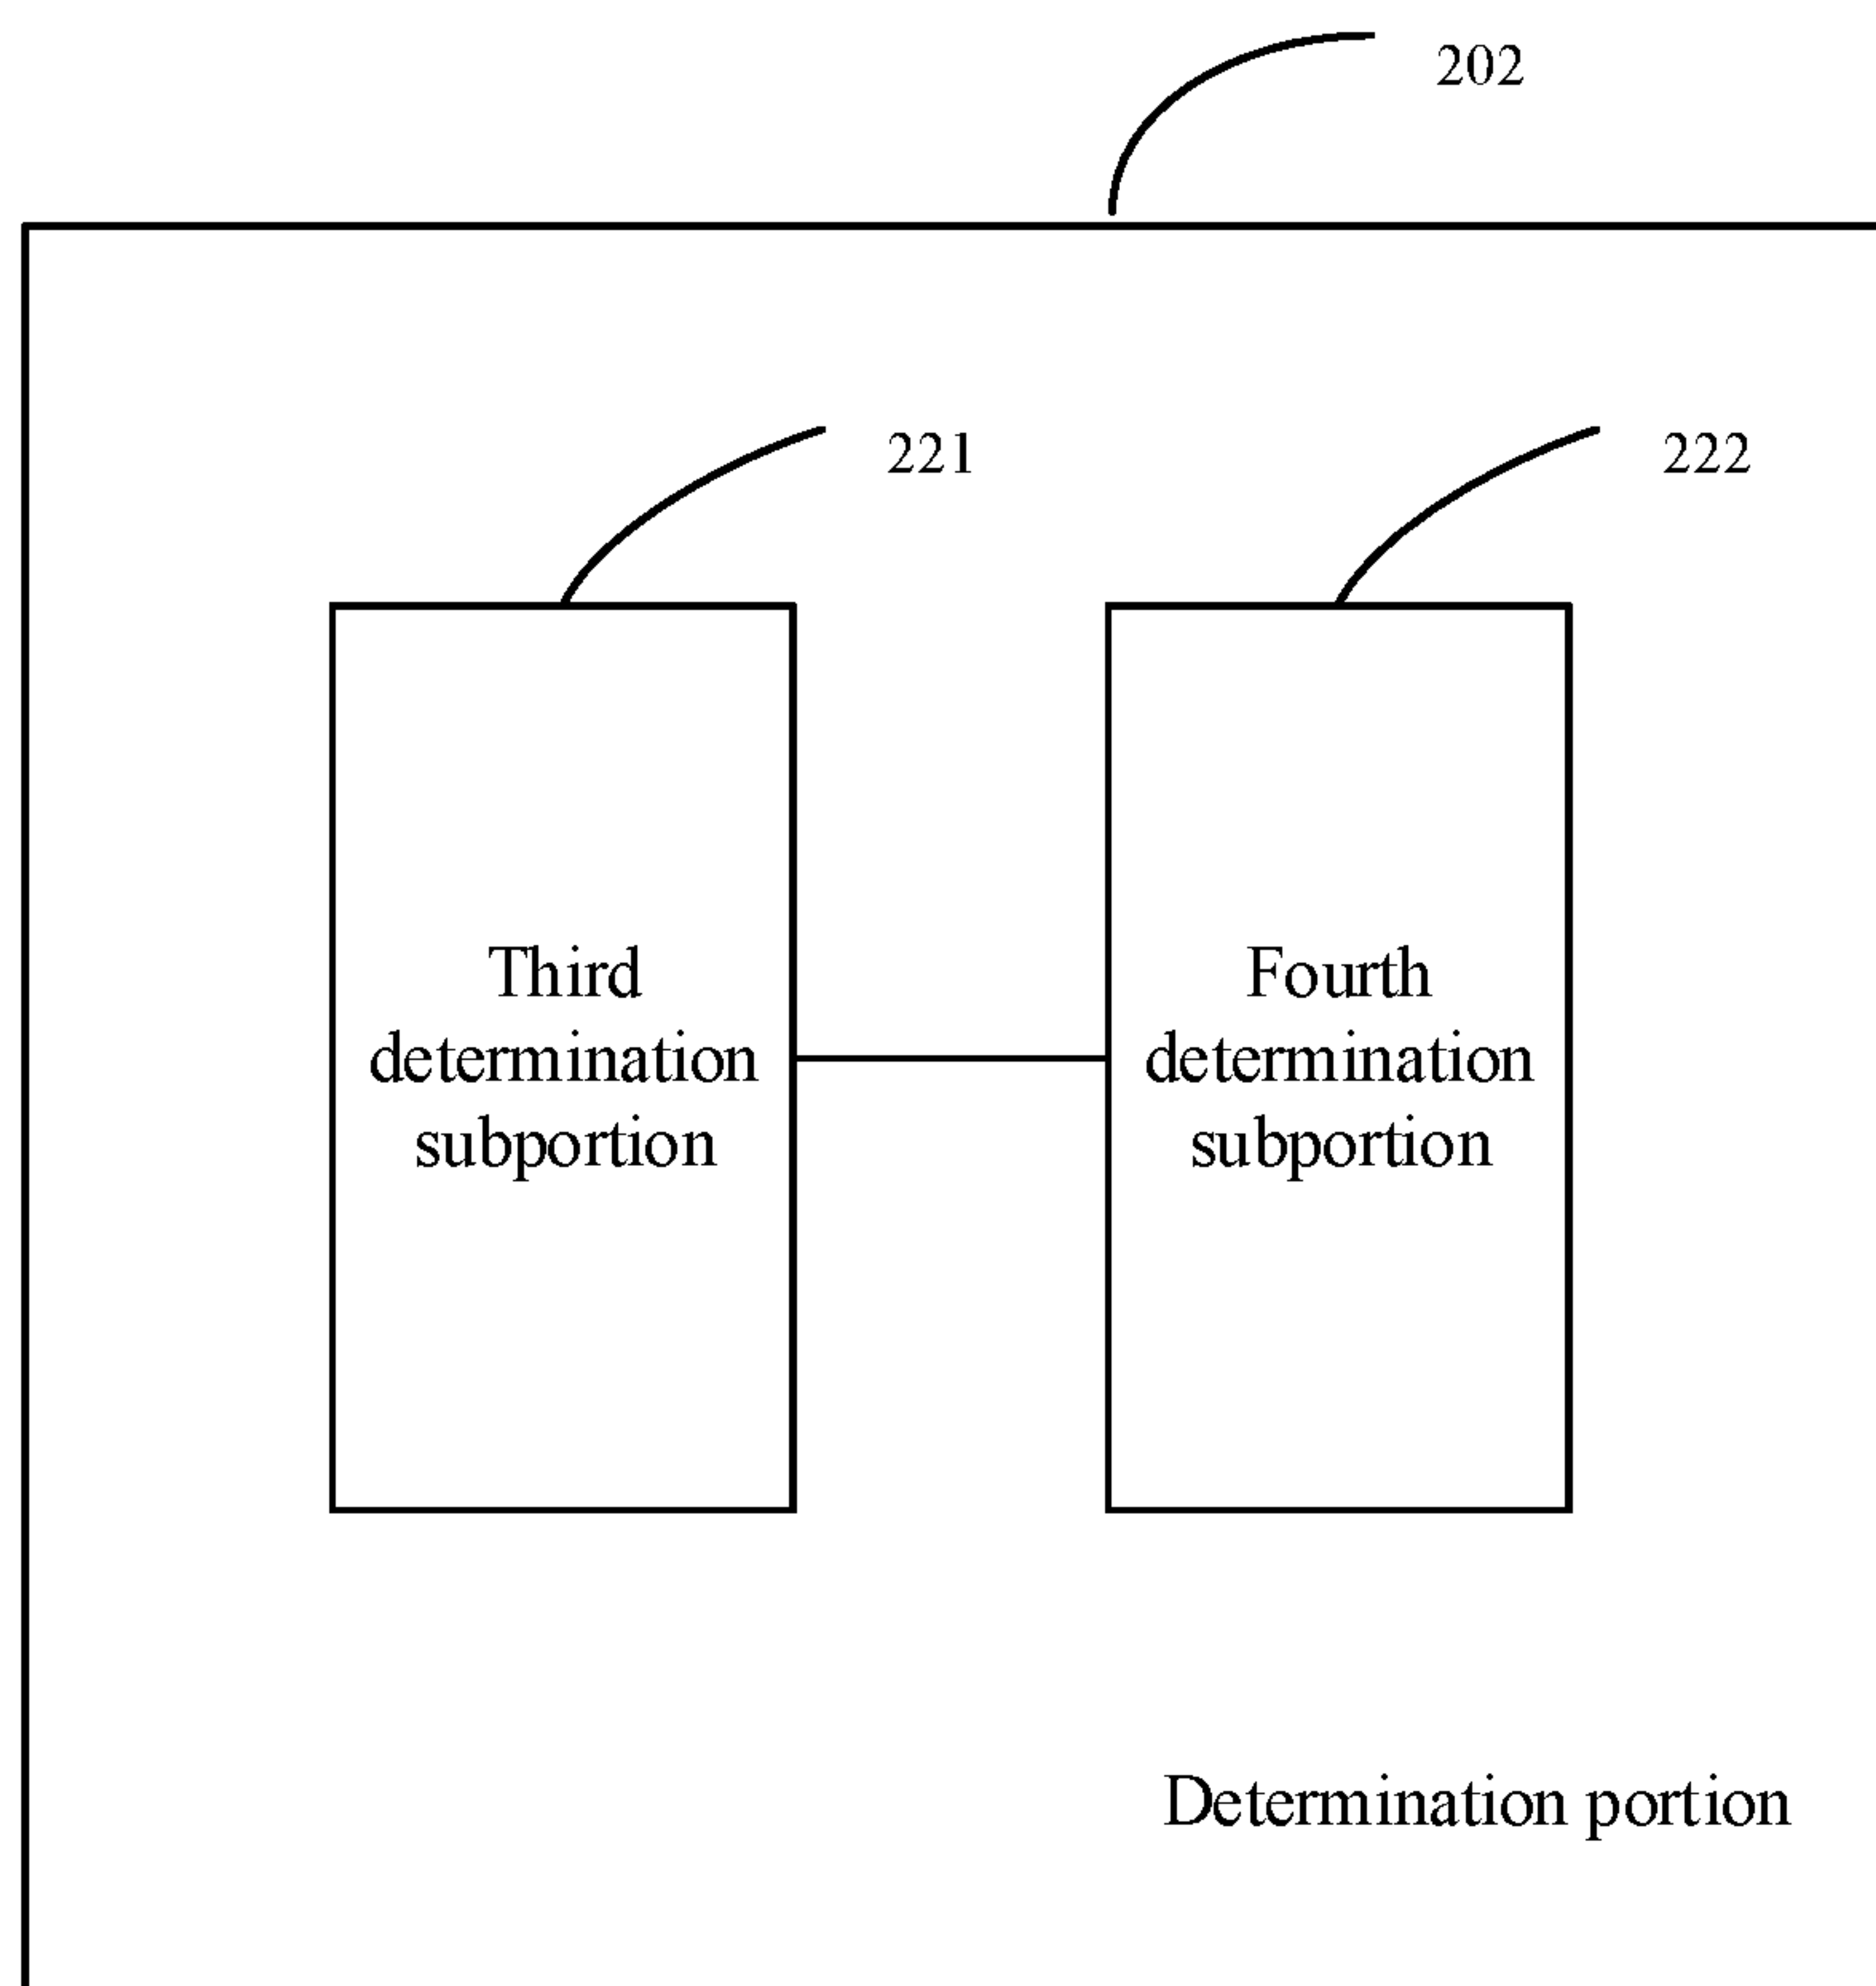 202
221
222
Third
determination
subportion
Fourth
determination
subportion
Determination portion